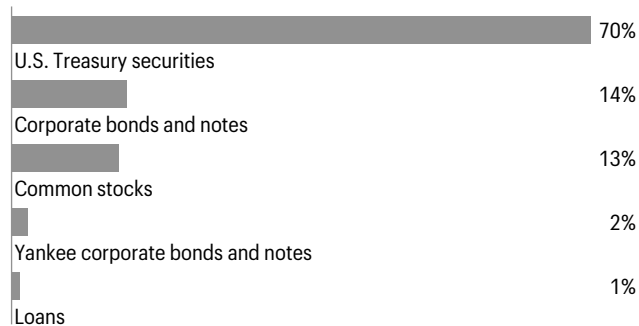 70%
U.S. Treasury securities
14%
Corporate bonds and notes
13%
Common stocks
2%
Yankee corporate bonds and notes
1%
Loans